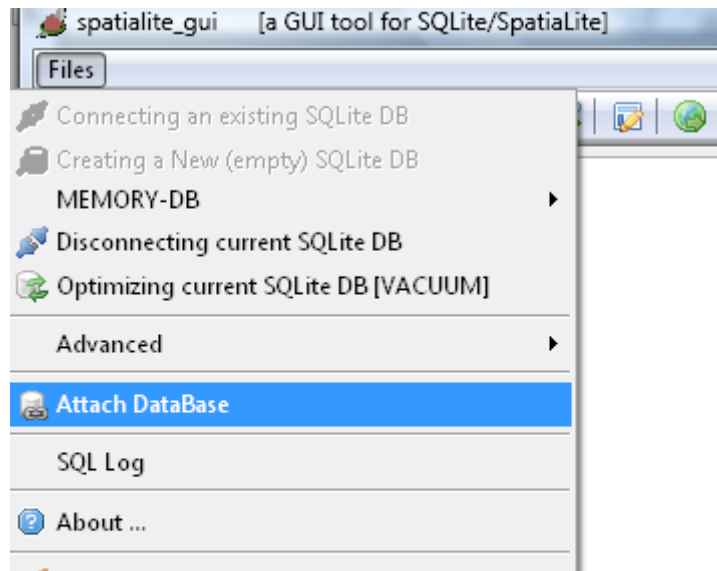 spatialite_gui [a GUI tool for SQLite/SpatiaLite]
Files
Connecting an existing SQLite DB
Creating a New (empty) SQLite DB
MEMORY-DB
Disconnecting current SQLite DB
Optimizing current SQLite DB [VACUUM]
Advanced
Attach DataBase
SQL Log
About ...